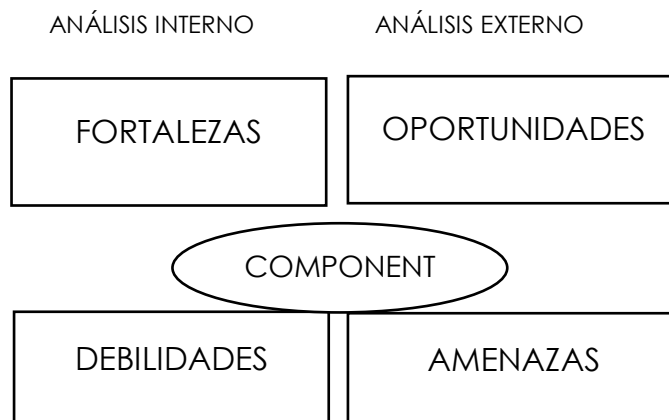 ANÁLISIS INTERNO
ANÁLISIS EXTERNO
FORTALEZAS
OPORTUNIDADES
COMPONENT
DEBILIDADES
AMENAZAS